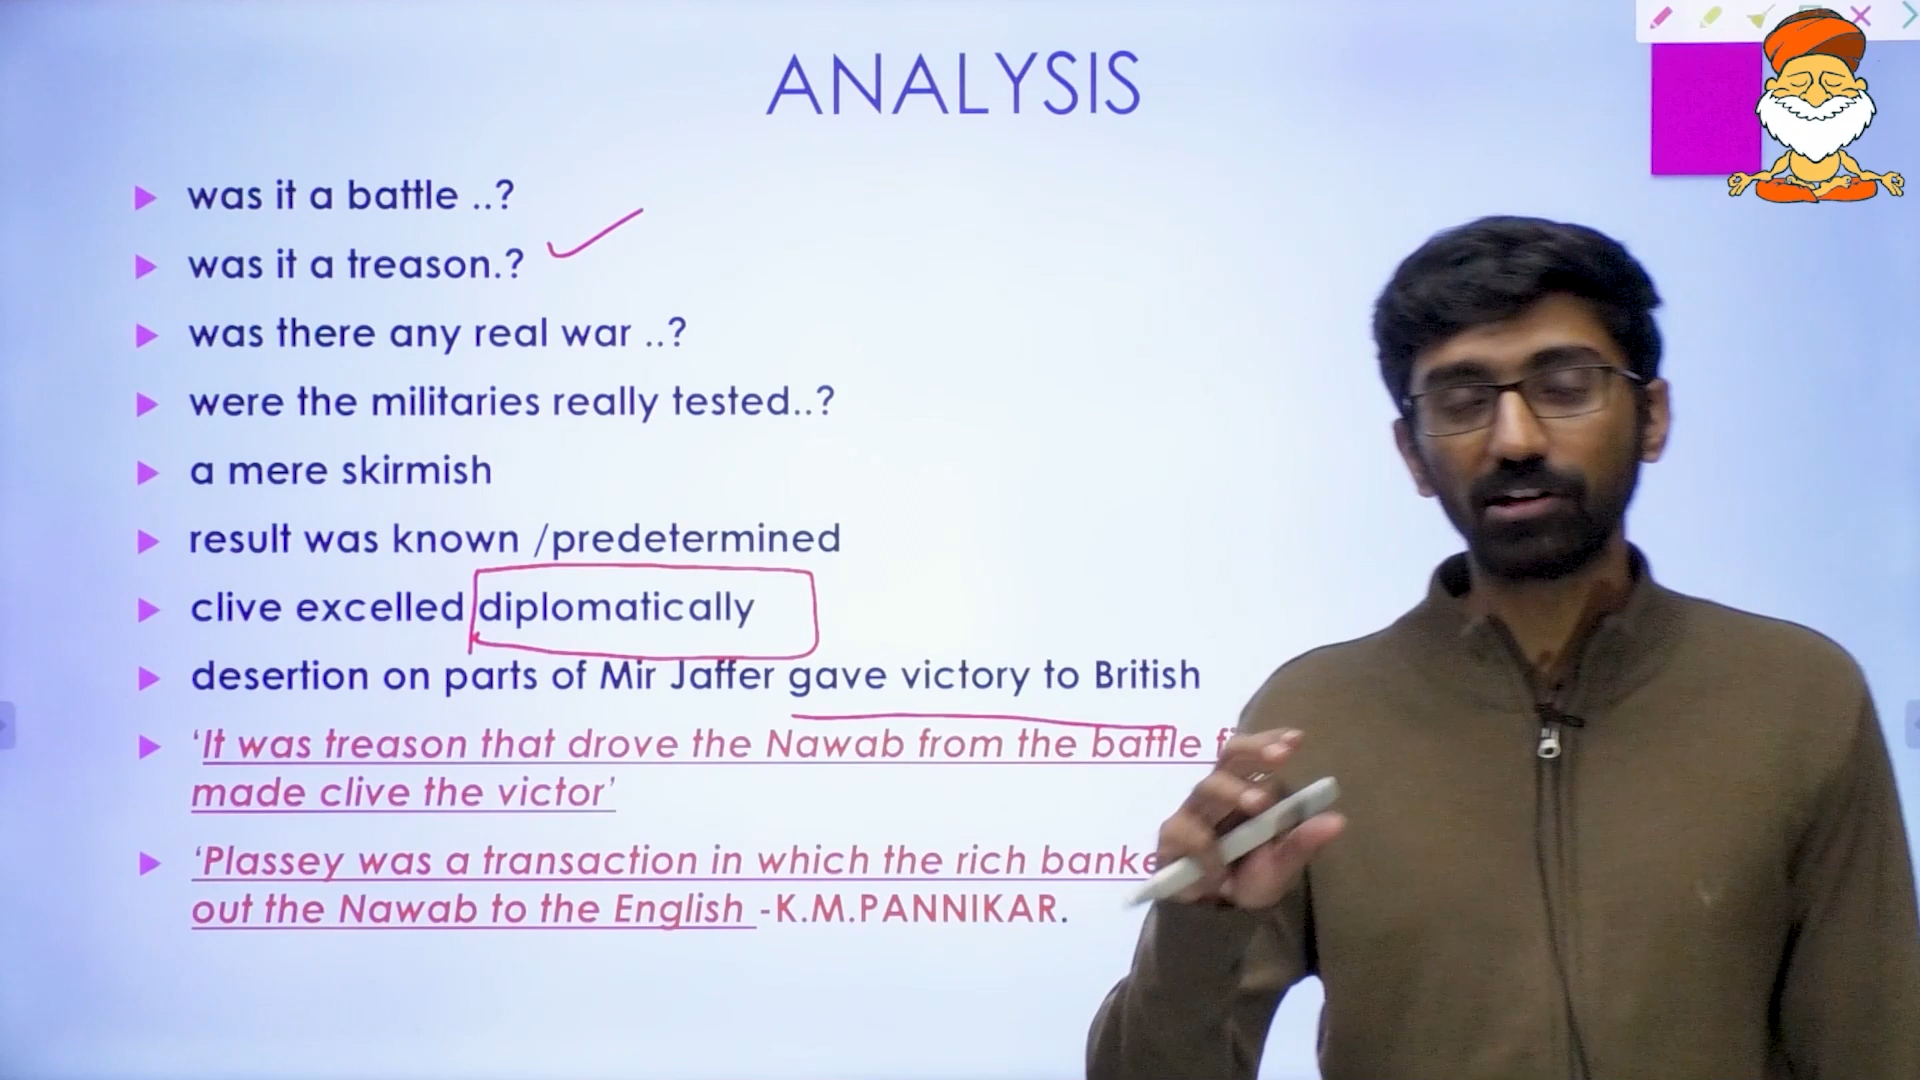 ANALYSIS
was it a battle ..?
was it a treason.?
was there any real war ..?
were the militaries really tested..?
a mere skirmish
result was known /predetermined
clive excelled diplomatically
desertion on parts of Mir Jaffer gave victory to British
‘It was treason that drove the Nawab from the battle
made clive the victor’
‘Plassey was a transaction in which the rich
out the Nawab to the English -K.M.PANNIKAR.